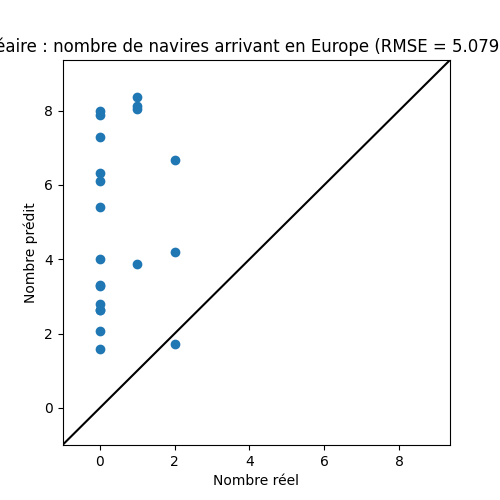 éaire : nombre de navires arrivant en Europe (RMSE = 5.079
8
6
4
2
0
Nombre prédit
0 2 4 6 8
Nombre réel